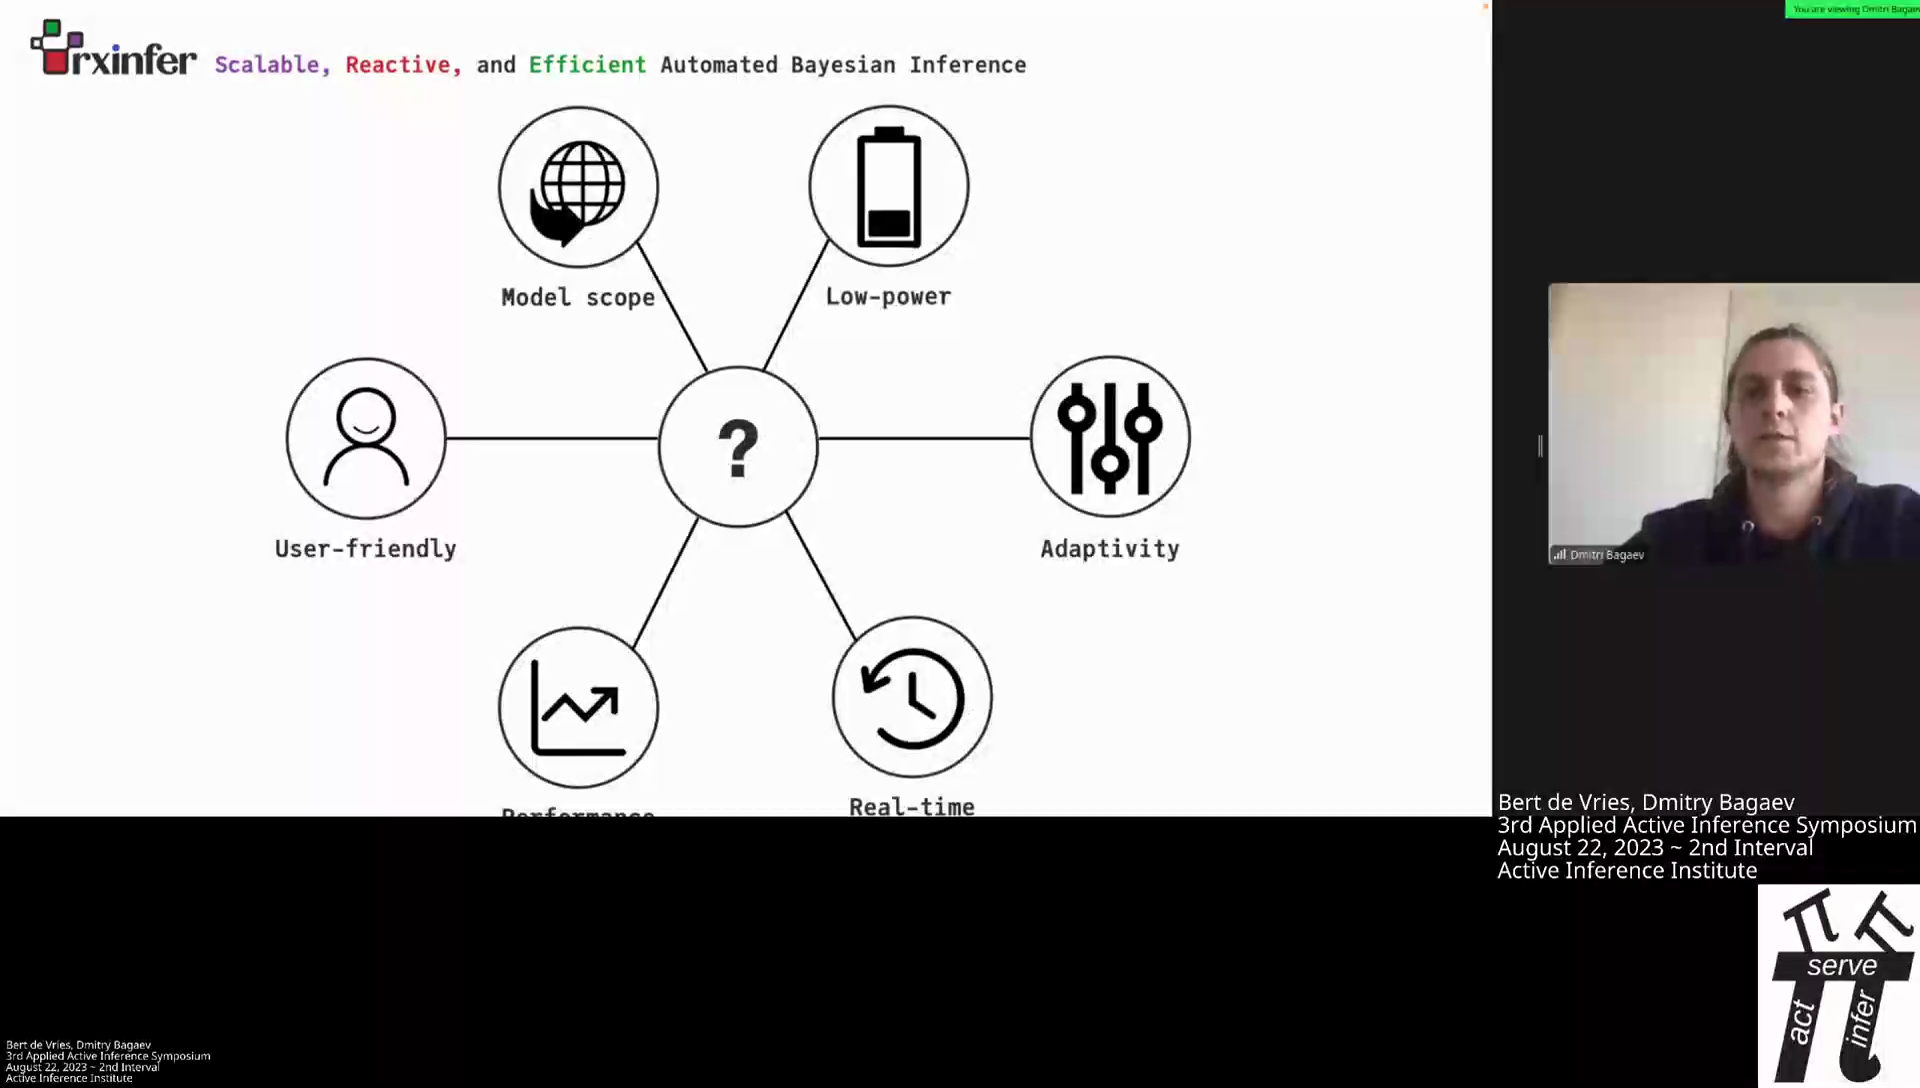 You are viewing Dmitri Bagaev
rxinfer Scalable, Reactive, and Efficient Automated Bayesian Inference
Model scope
Low-power
?
User-friendly
Adaptivity
Performance
Real-time
Dmitri Bagaev
Bert de Vries, Dmitry Bagaev
3rd Applied Active Inference Symposium
August 22, 2023 ~ 2nd Interval
Active Inference Institute
serve
act
infer
Bert de Vries, Dmitry Bagaev
3rd Applied Active Inference Symposium
August 22, 2023 ~ 2nd Interval
Active Inference Institute